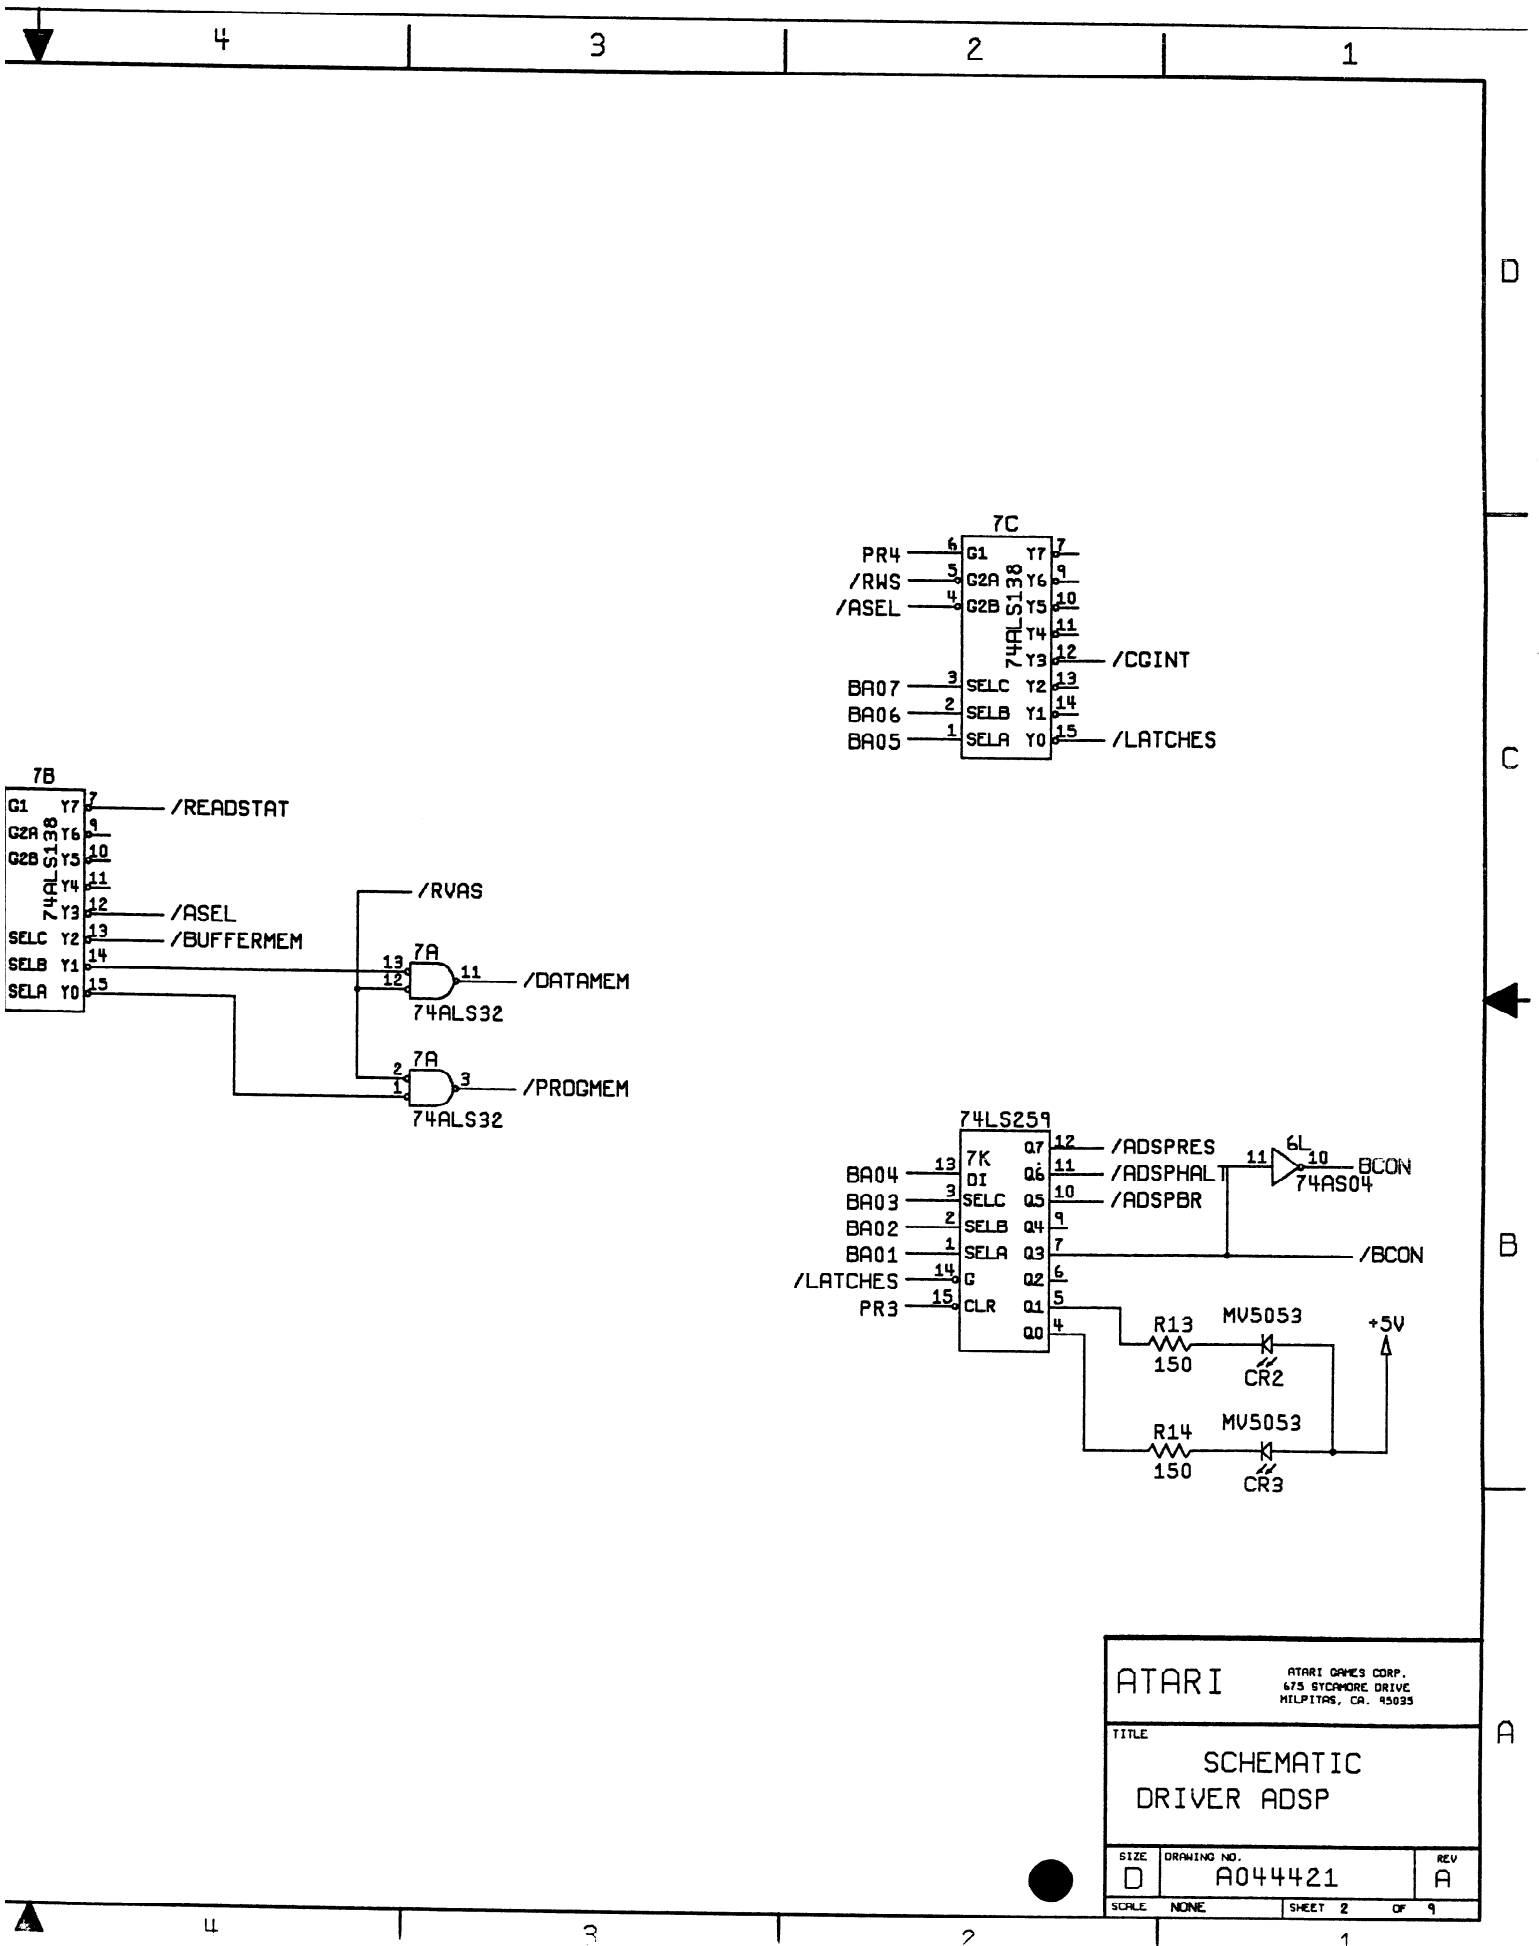 4 3 2 1
D
7C
PR4 6 G1 Y7 7
/RWS 5 G2A Y6 9
/ASEL 4 G2B Y5 10
74ALS138
Y4 11
Y3 12 /CGINT
BA07 3 SELC Y2 13
BA06 2 SELB Y1 14
BA05 1 SELA Y0 15 /LATCHES
C
7B
G1 Y7 7 /READSTAT
G2A Y6 9
G2B Y5 10
74ALS138
Y4 11
Y3 12 /ASEL
SELC Y2 13 /BUFFERMEM
SELB Y1 14
SELA Y0 15
/RVAS
7A
13 12 11 /DATAMEM
74ALS32
7A
2 1 3 /PROGMEM
74ALS32
74LS259
7K
BA04 13 DI Q7 12 /ADSPRES
Q6 11 /ADSPHALT
BA03 3 SELC Q5 10 /ADSPBR
BA02 2 SELB Q4 9
BA01 1 SELA Q3 7 /BCON
/LATCHES 14 G Q2 6
PR3 15 CLR Q1 5
Q0 4
6L
11 10 BCON
74AS04
B
R13 MV5053 +5V
150 CR2
R14 MV5053
150 CR3
ATARI
ATARI GAMES CORP.
675 SYCAMORE DRIVE
MILPITAS, CA. 95035
A
TITLE
SCHEMATIC
DRIVER ADSP
SIZE DRAWING NO. REV
D A044421 A
SCALE NONE SHEET 2 OF 9
4 3 2 1